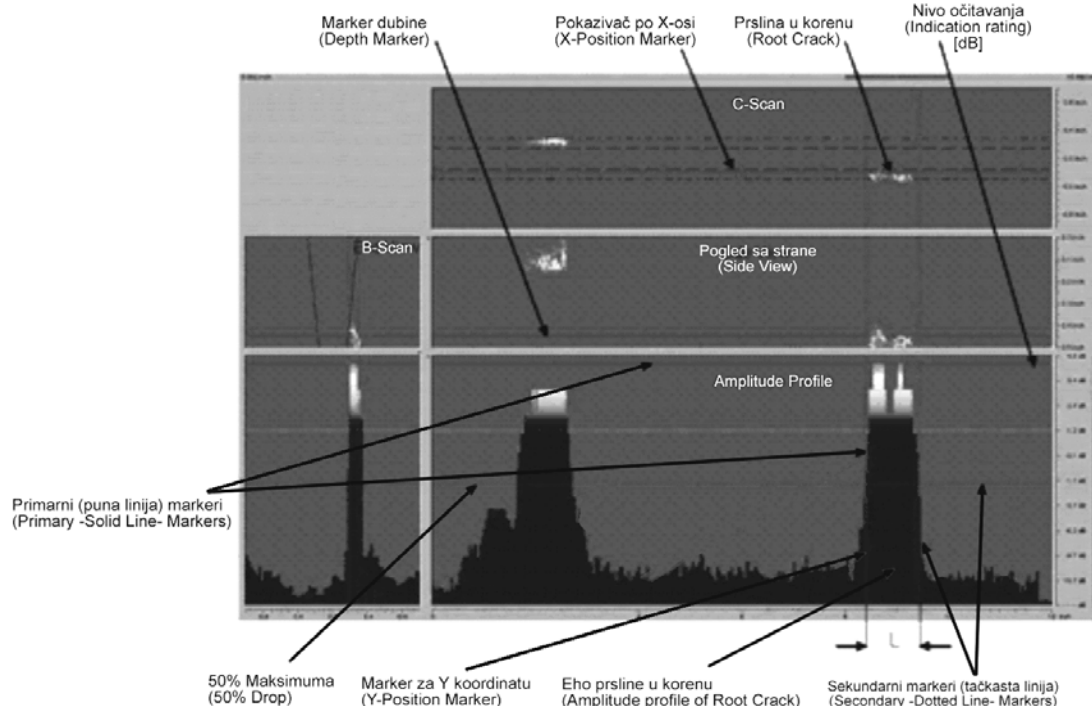 Marker dubine
(Depth Marker)
Pokazivač po X-osi
(X-Position Marker)
Prslina u korenu
(Root Crack)
Nivo očitavanja
(Indication rating)
[dB]
C-Scan
B-Scan
Pogled sa strane
(Side View)
Amplitude Profile
Primarni (puna linija) markeri
(Primary -Solid Line- Markers)
L
50% Maksimuma
(50% Drop)
Marker za Y koordinatu
(Y-Position Marker)
Eho prsline u korenu
(Amplitude profile of Root Crack)
Sekundarni markeri (tačkasta linija)
(Secondary -Dotted Line- Markers)